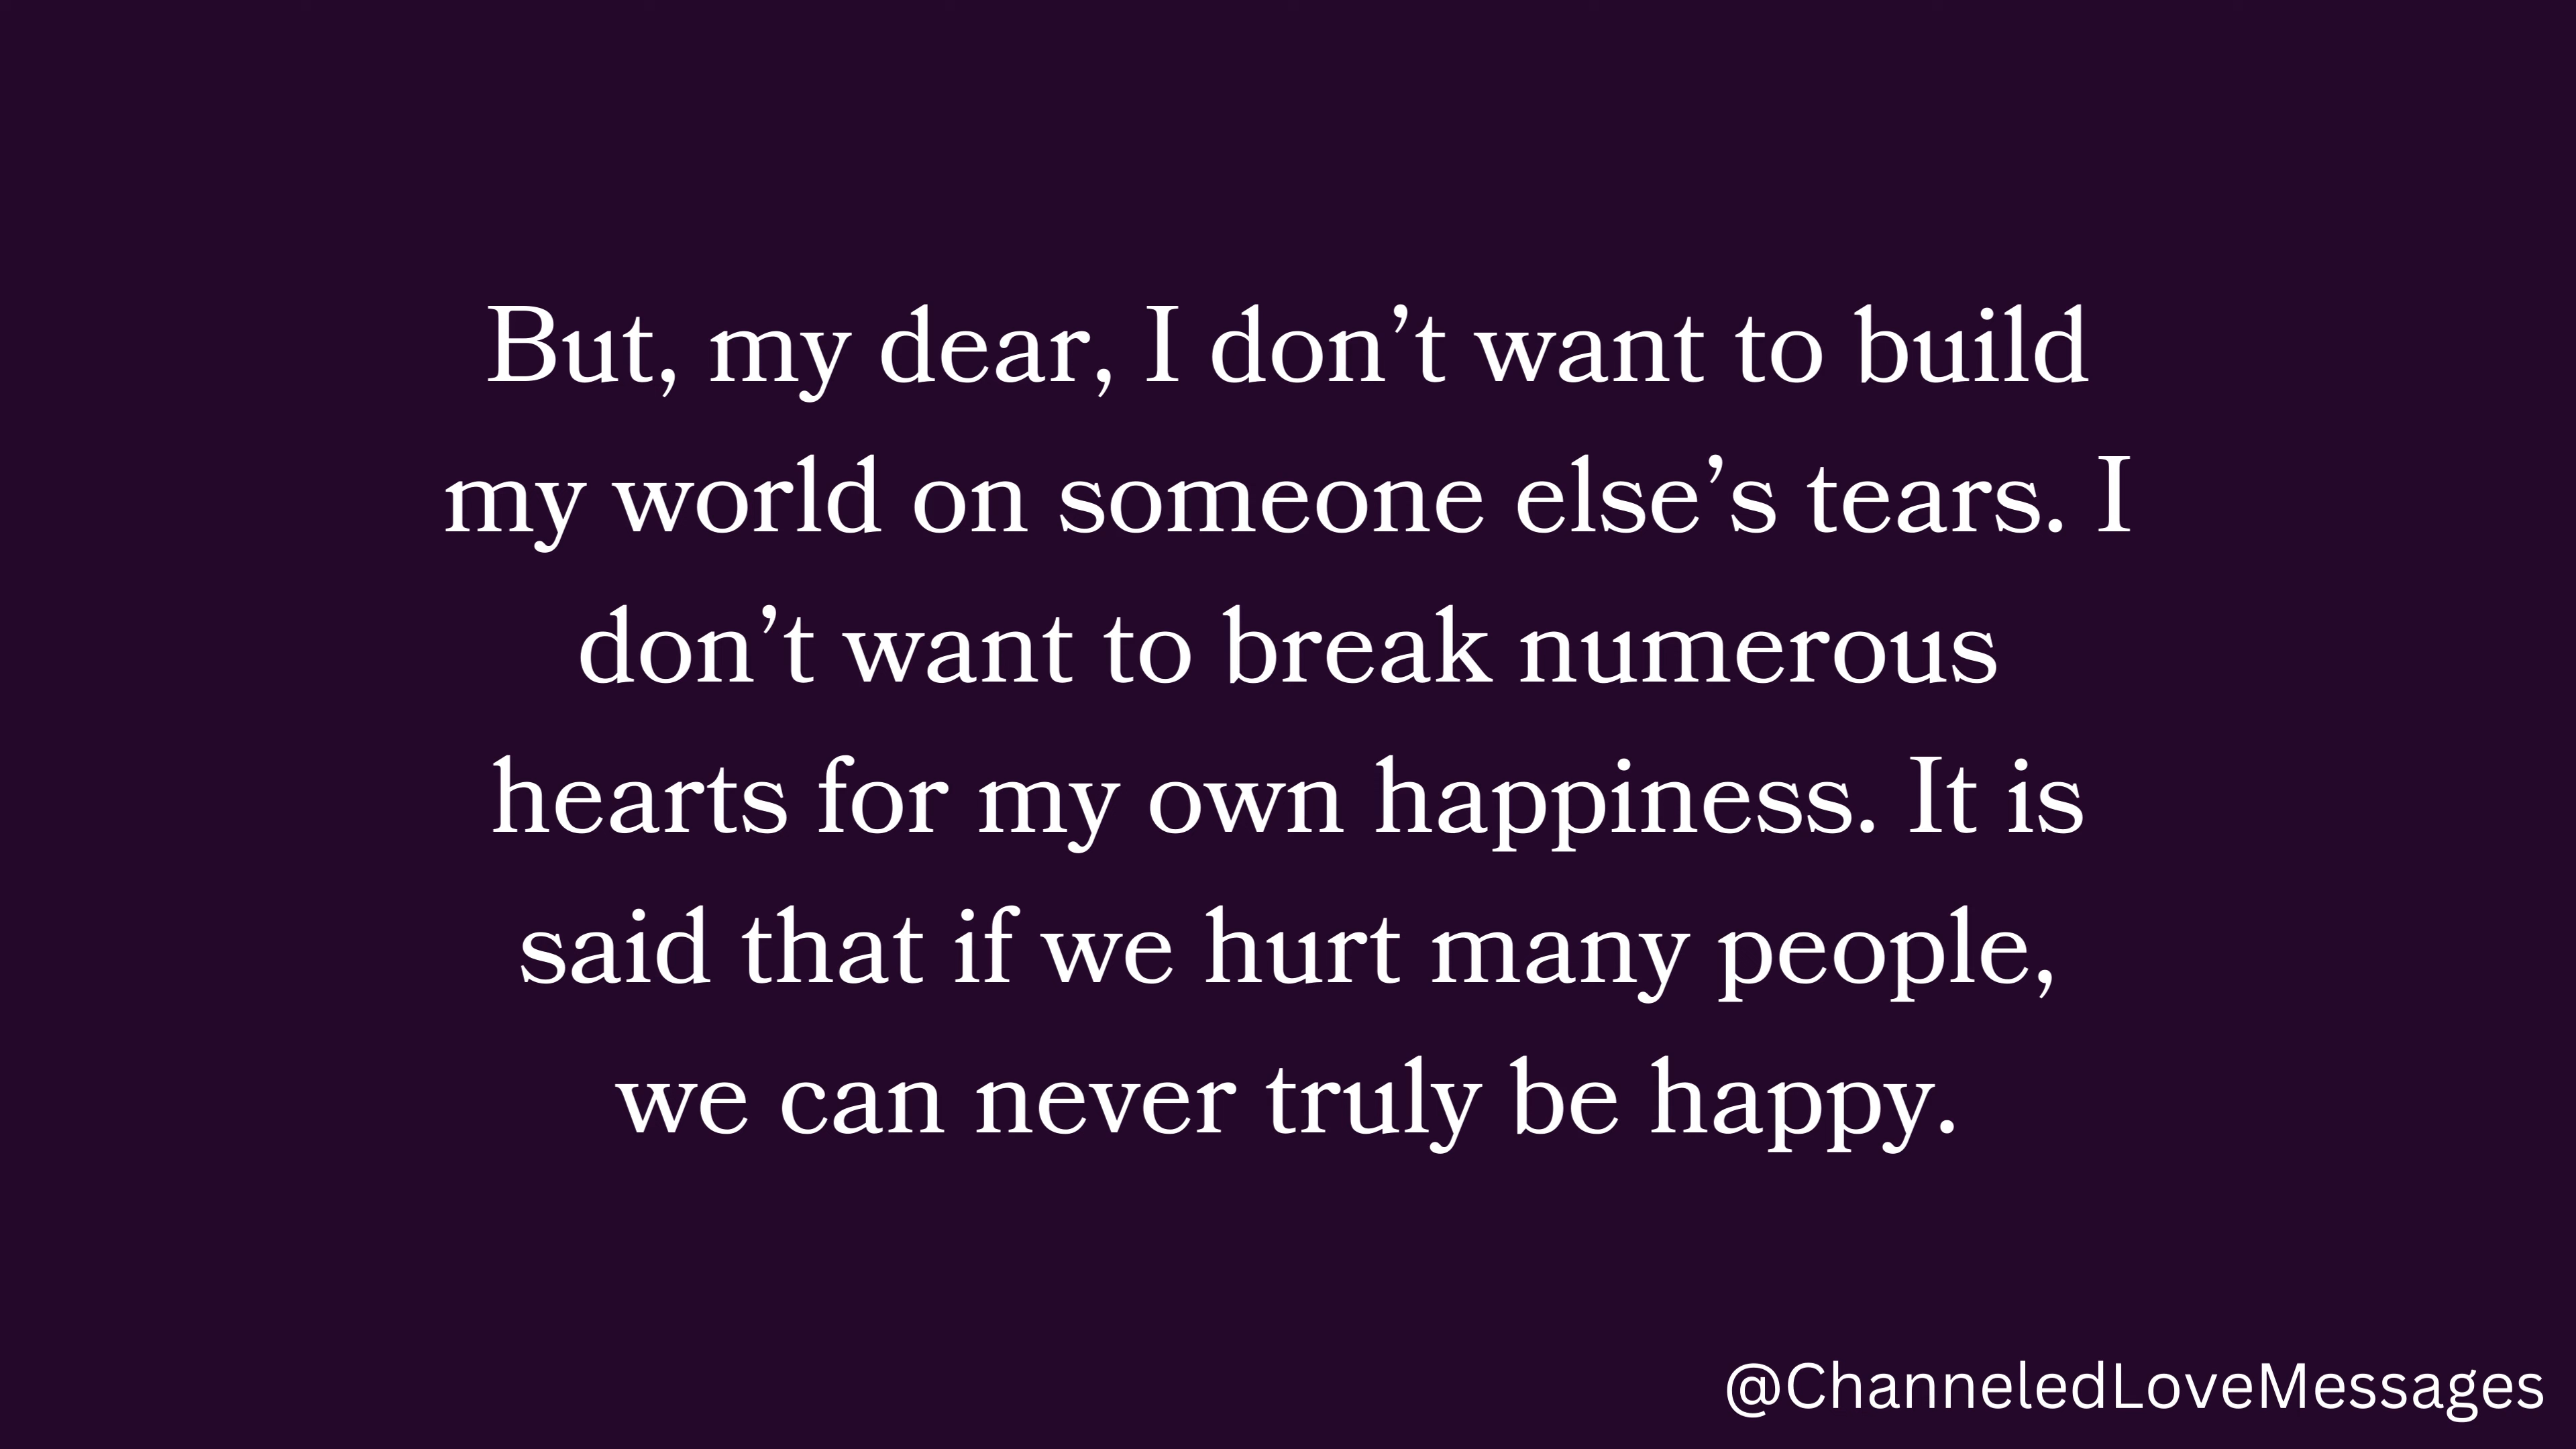 But, my dear, I don’t want to build
my world on someone else’s tears. I
don’t want to break numerous
hearts for my own happiness. It is
said that if we hurt many people,
we can never truly be happy.
@ChanneledLoveMessages